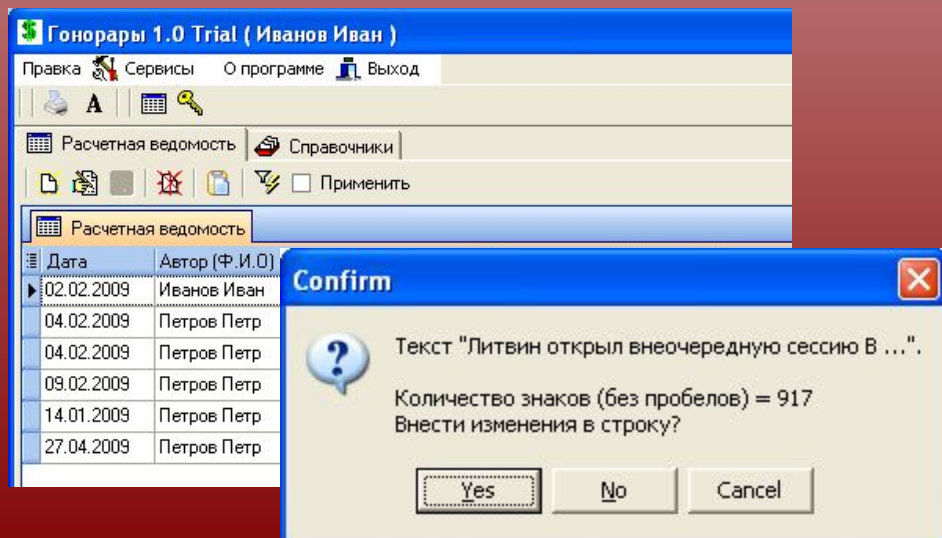 Гонорары 1.0 Trial ( Иванов Иван )
Правка Сервисы О программе Выход
A
Расчетная ведомость Справочники
Применить
Расчетная ведомость
Дата Автор (Ф.И.О)
02.02.2009 Иванов Иван
04.02.2009 Петров Петр
04.02.2009 Петров Петр
09.02.2009 Петров Петр
14.01.2009 Петров Петр
27.04.2009 Петров Петр
Confirm
Текст "Литвин открыл внеочередную сессию В ...".
Количество знаков (без пробелов) = 917
Внести изменения в строку?
Yes No Cancel